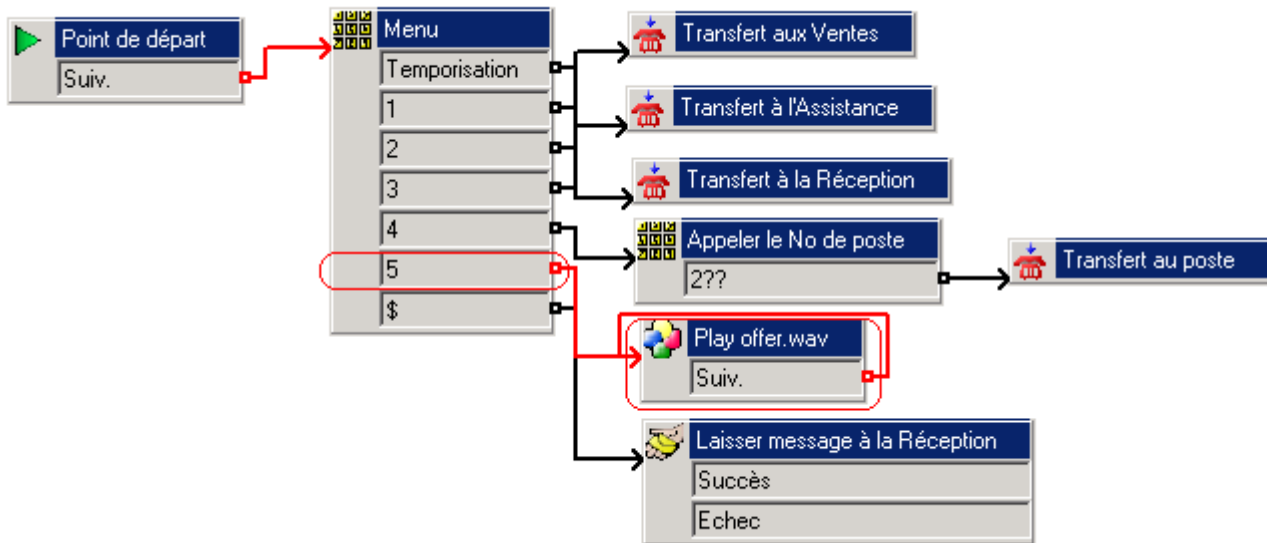 Point de départ
Suiv.
Menu
Temporisation
1
2
3
4
5
$
Transfert aux Ventes
Transfert à l'Assistance
Transfert à la Réception
Appeler le No de poste
2??
Transfert au poste
Play offer.wav
Suiv.
Laisser message à la Réception
Succès
Echec